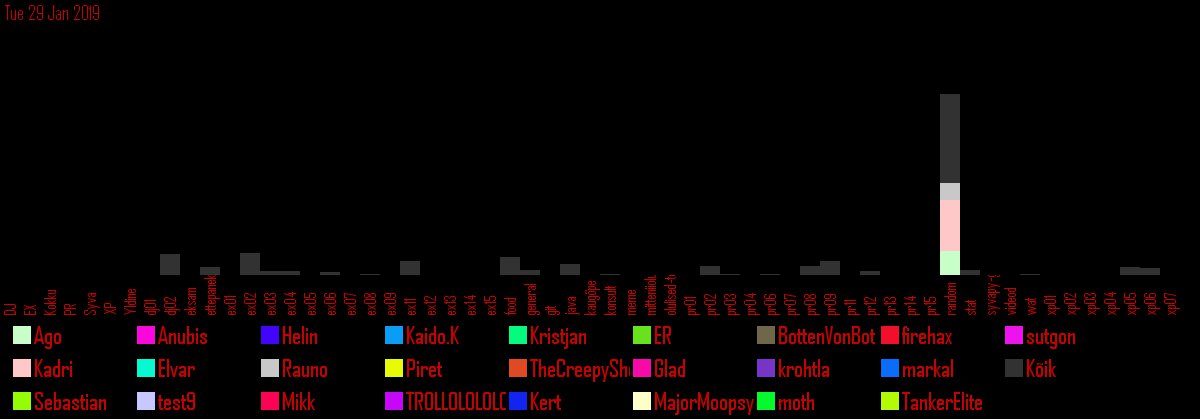 Tue 29 Jan 2019
DJ EX Kokku PR Syva XP Yldine dj01 dj02 eksam ettepanek ex01 ex02 ex03 ex04 ex05 ex06 ex07 ex08 ex09 ex11 ex12 ex13 ex14 ex15 food general git java kaugõpe konsult meme mitteriiol. olulised-t pr01 pr02 pr03 pr04 pr06 pr07 pr08 pr09 pr11 pr12 pr13 pr14 pr15 random stat videod wat xp01 xp02 xp03 xp04 xp05 xp06 xp07
Ago Anubis Helin Kaido.K Kristjan ER BottenVonBot firehax sutgon
Kadri Elvar Rauno Piret TheCreepySh Glad krohtla markal Kõik
Sebastian test9 Mikk TROLLOLOLOLO Kert MajorMoopsy moth TankerElite